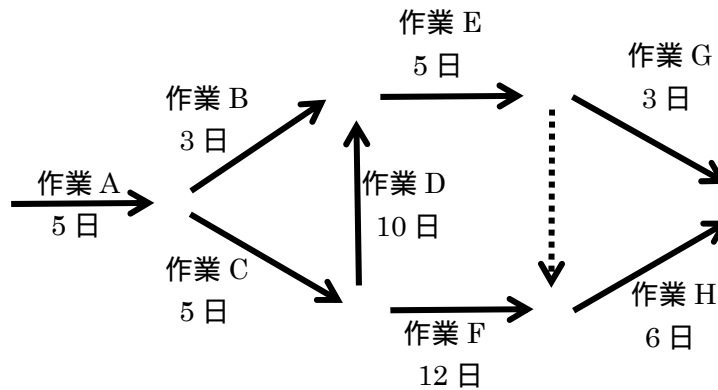 作業 E
5 日
作業 G
3 日
作業 B
3 日
作業 A
5 日
作業 D
10 日
作業 C
5 日
作業 H
6 日
作業 F
12 日